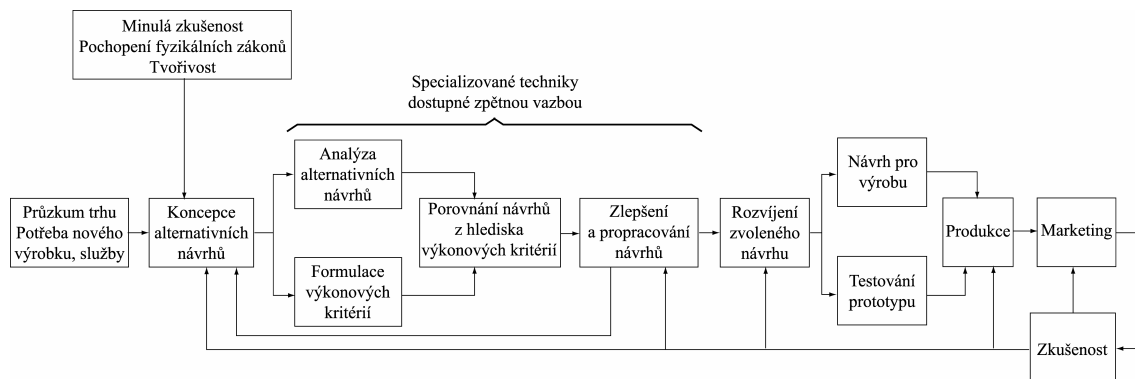 Minulá zkušenost
Pochopení fyzikálních zákonů
Tvořivost
Specializované techniky
dostupné zpětnou vazbou
Průzkum trhu
Potřeba nového
výrobku, služby
Koncepce
alternativních
návrhů
Analýza
alternativních
návrhů
Formulace
výkonových
kritérií
Porovnání návrhů
z hlediska
výkonových kritérií
Zlepšení
a propracování
návrhů
Rozvíjení
zvoleného
návrhu
Návrh pro
výrobu
Testování
prototypu
Produkce
Marketing
Zkušenost